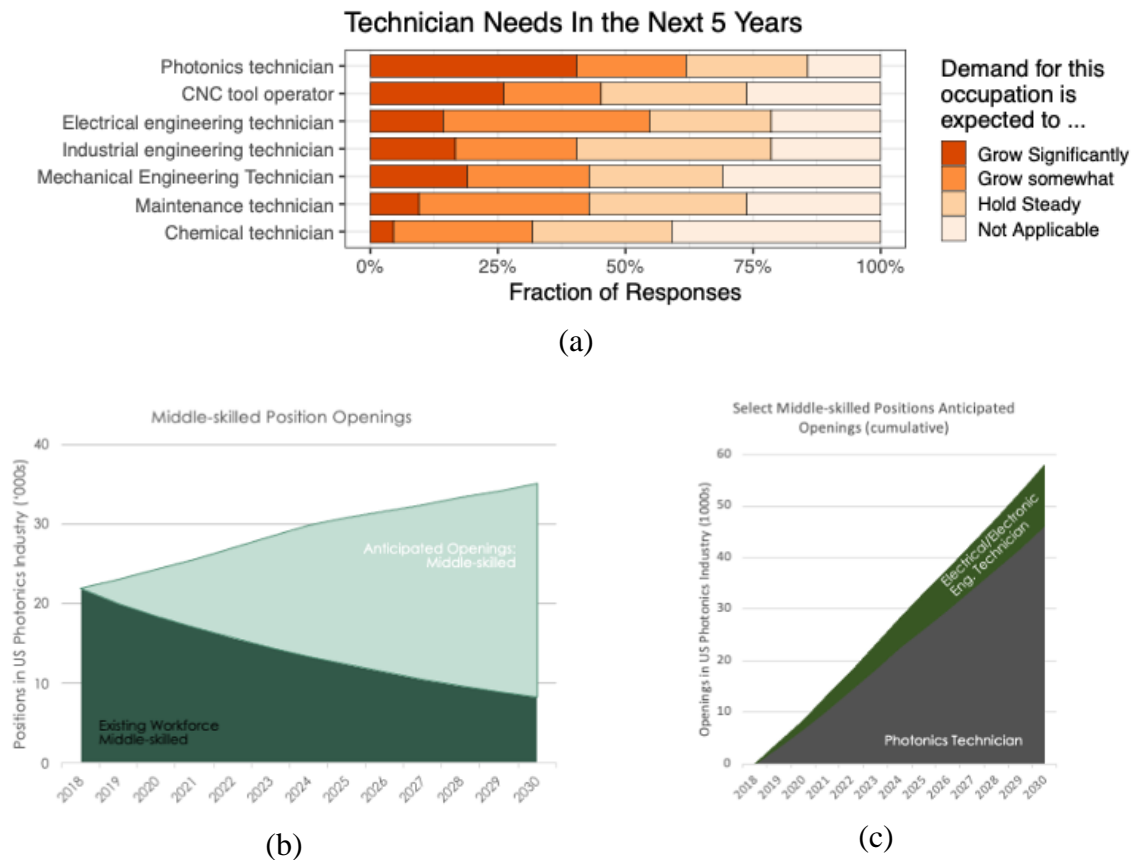 Technician Needs In the Next 5 Years
Photonics technician
CNC tool operator
Electrical engineering technician
Industrial engineering technician
Mechanical Engineering Technician
Maintenance technician
Chemical technician
0%
25%
50%
75%
100%
Fraction of Responses
Demand for this
occupation is
expected to ...
Grow Significantly
Grow somewhat
Hold Steady
Not Applicable
(a)
Middle-skilled Position Openings
Positions in US Photonics Industry ('000s)
40
30
20
10
0
Anticipated Openings:
Middle-skilled
Existing Workforce
Middle-skilled
2018
2019
2020
2021
2022
2023
2024
2025
2026
2027
2028
2029
2030
(b)
Select Middle-skilled Positions Anticipated
Openings (cumulative)
Openings in US Photonics Industry (1000s)
60
50
40
30
20
10
0
Electrical/Electronic
Eng. Technician
Photonics Technician
2018
2019
2020
2021
2022
2023
2024
2025
2026
2027
2028
2029
2030
(c)